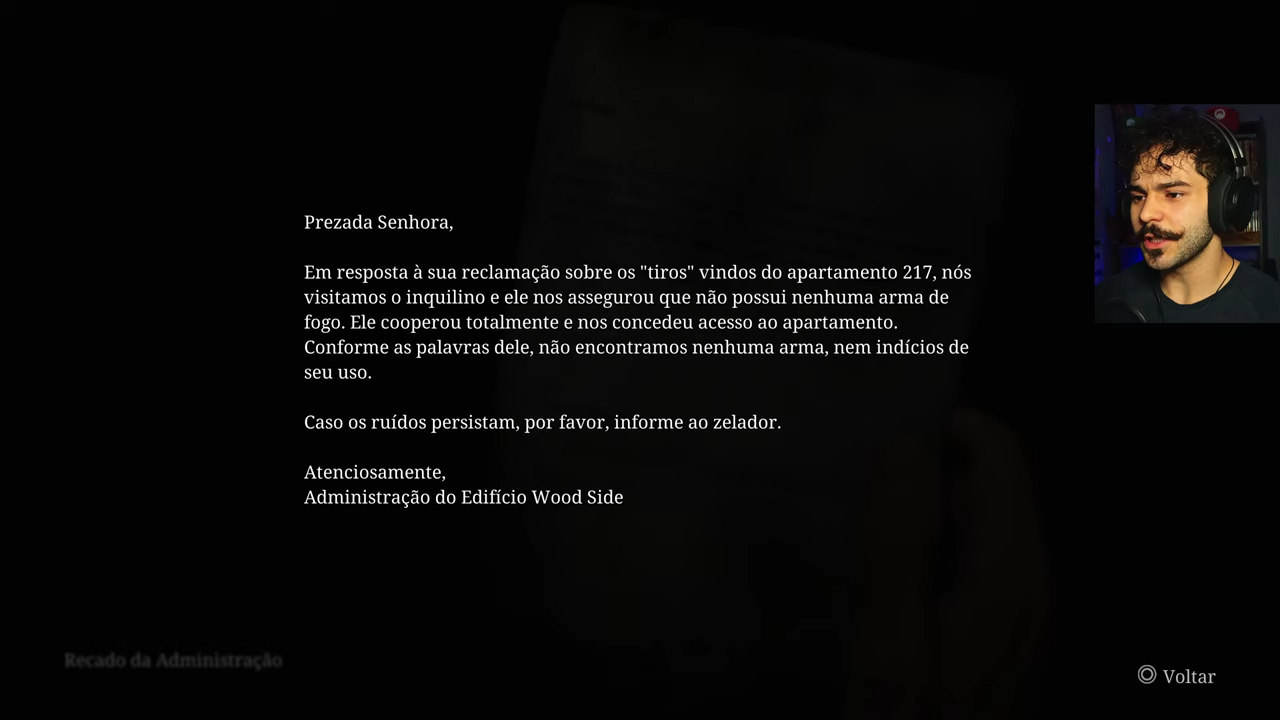 Prezada Senhora,
Em resposta à sua reclamação sobre os "tiros" vindos do apartamento 217, nós
visitamos o inquilino e ele nos assegurou que não possui nenhuma arma de
fogo. Ele cooperou totalmente e nos concedeu acesso ao apartamento.
Conforme as palavras dele, não encontramos nenhuma arma, nem indícios de
seu uso.
Caso os ruídos persistam, por favor, informe ao zelador.
Atenciosamente,
Administração do Edifício Wood Side
Recado da Administração
Voltar